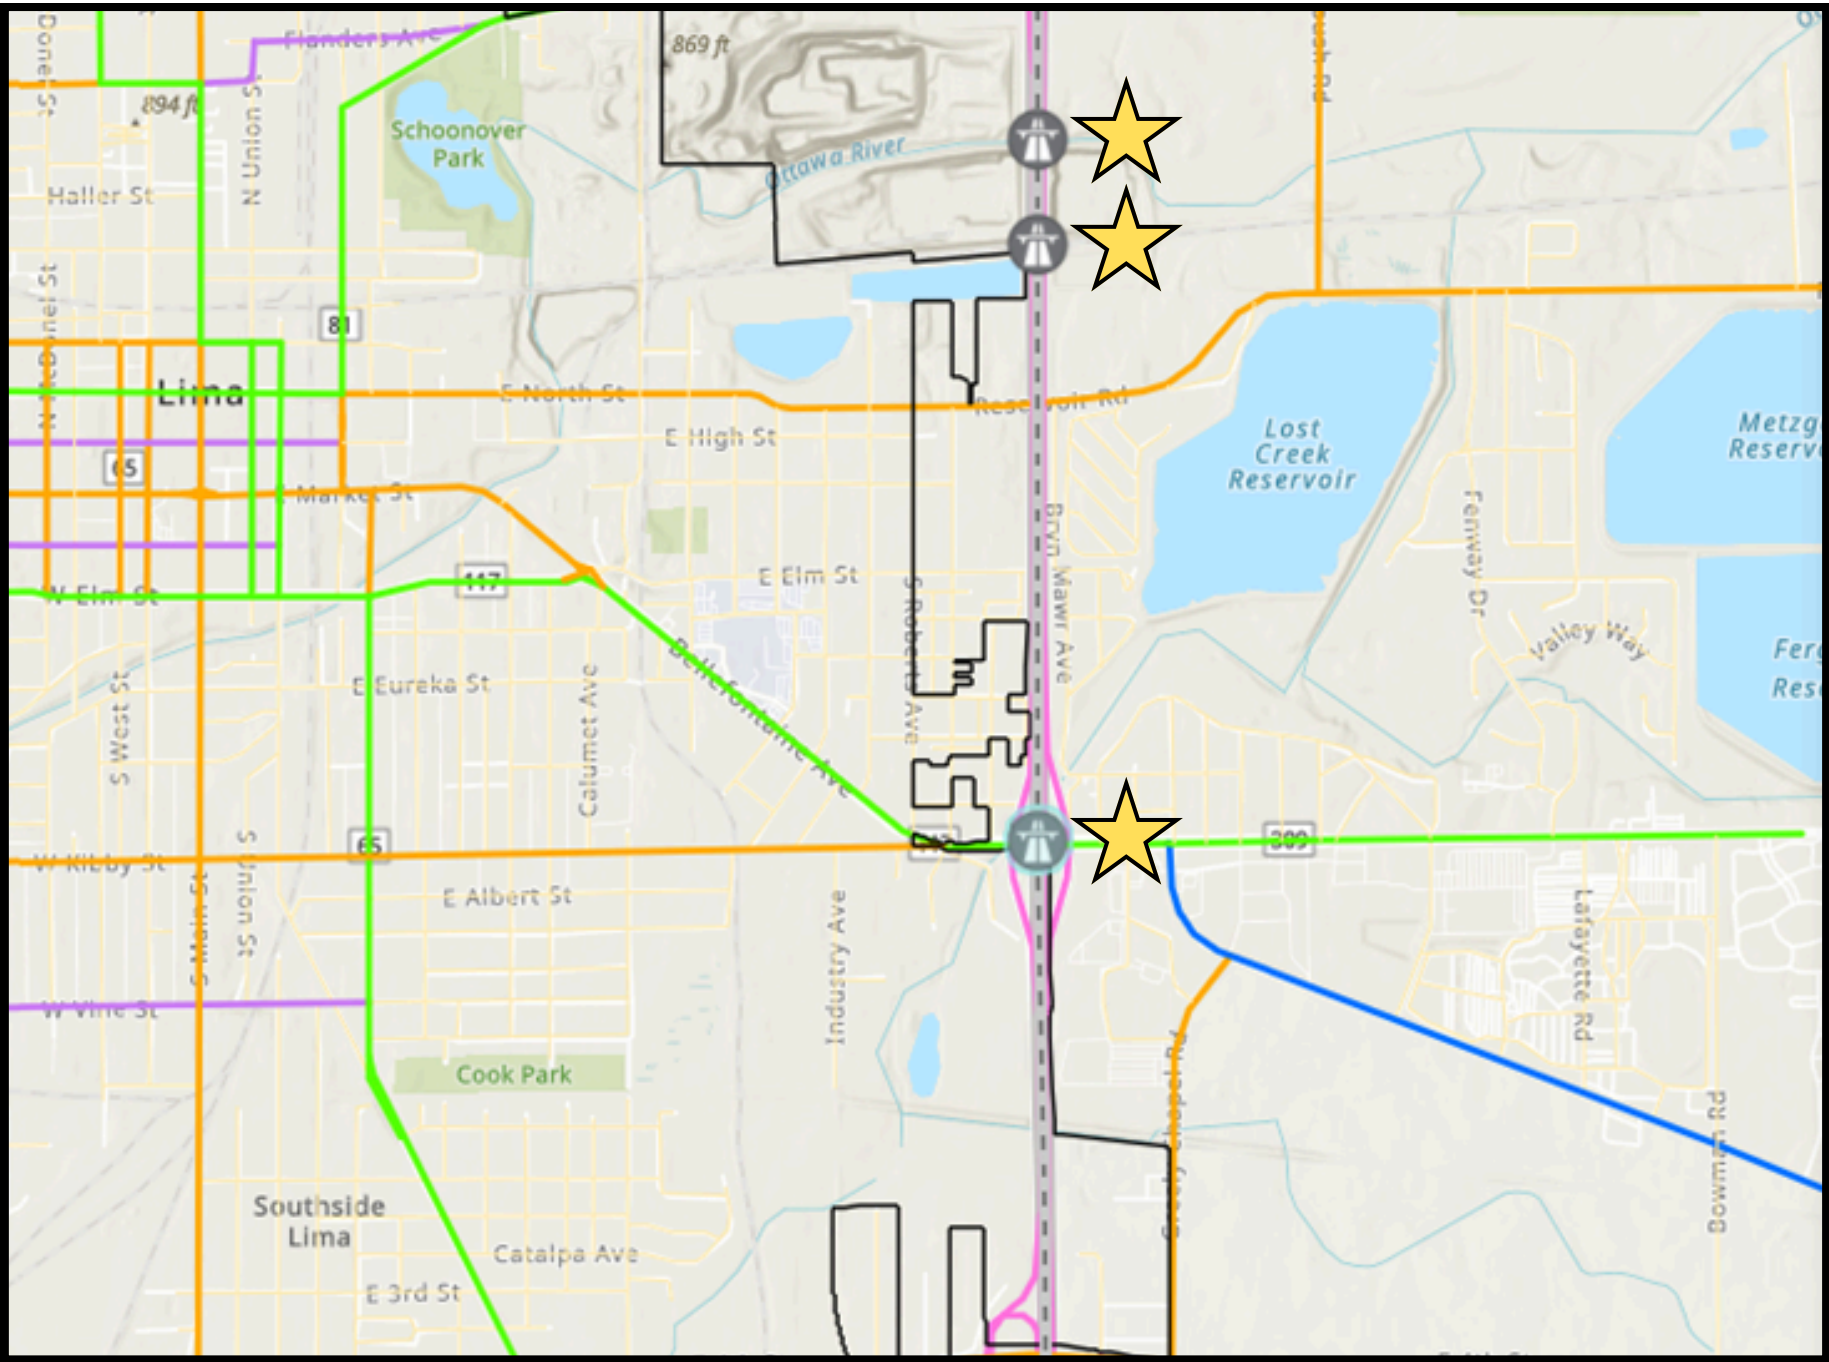 Flanders Ave
869 ft
894 ft
N Union St
Schoonover
Park
Ottawa River
Haller St
N McDonel St
81
Lima
E North St
Reservoir Rd
E High St
Lost
Creek
Reservoir
65
E Market St
Fenway Dr
Bryn Mawr Ave
W Elm St
117
E Elm St
S Roberts Ave
Valley Way
E Eureka St
Bellefontaine Ave
S West St
Calumet Ave
W Kibby St
65
309
S Main St
S Union St
E Albert St
Industry Ave
Lafayette Rd
W Vine St
Cook Park
Bowman Rd
Southside
Lima
Catalpa Ave
E 3rd St